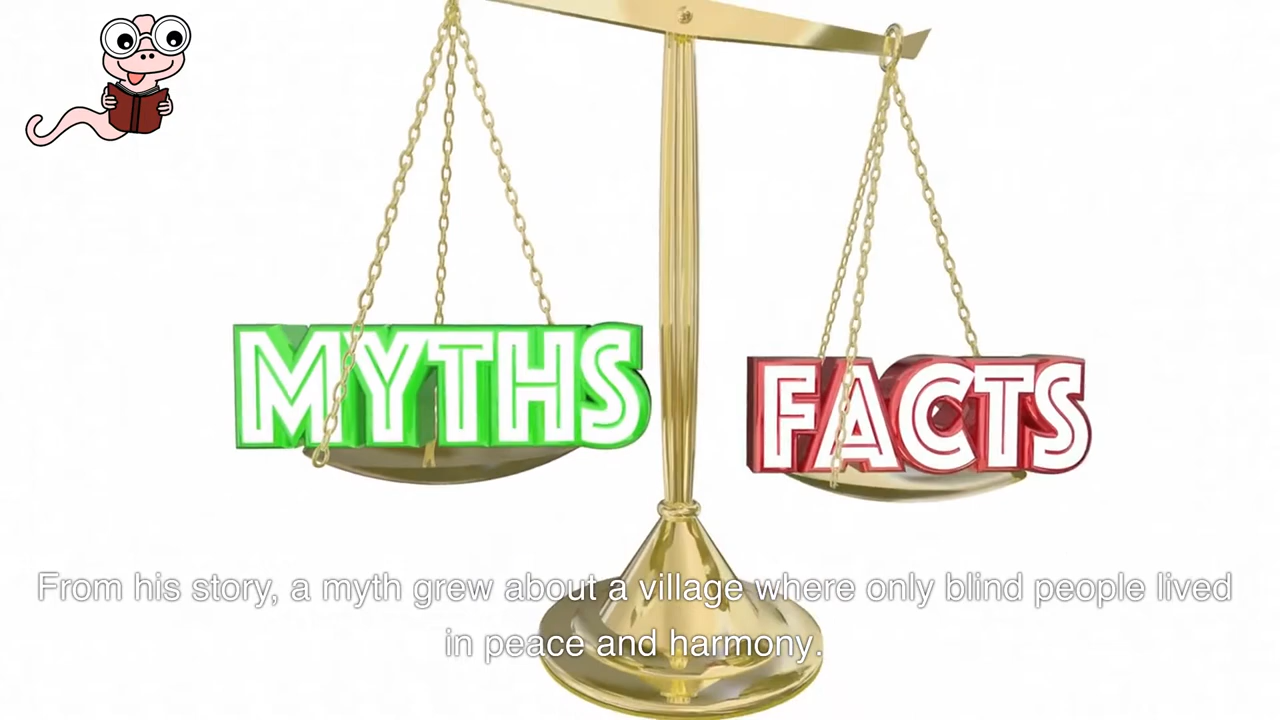 MYTHS
FACTS
From his story, a myth grew about a village where only blind people lived
in peace and harmony.